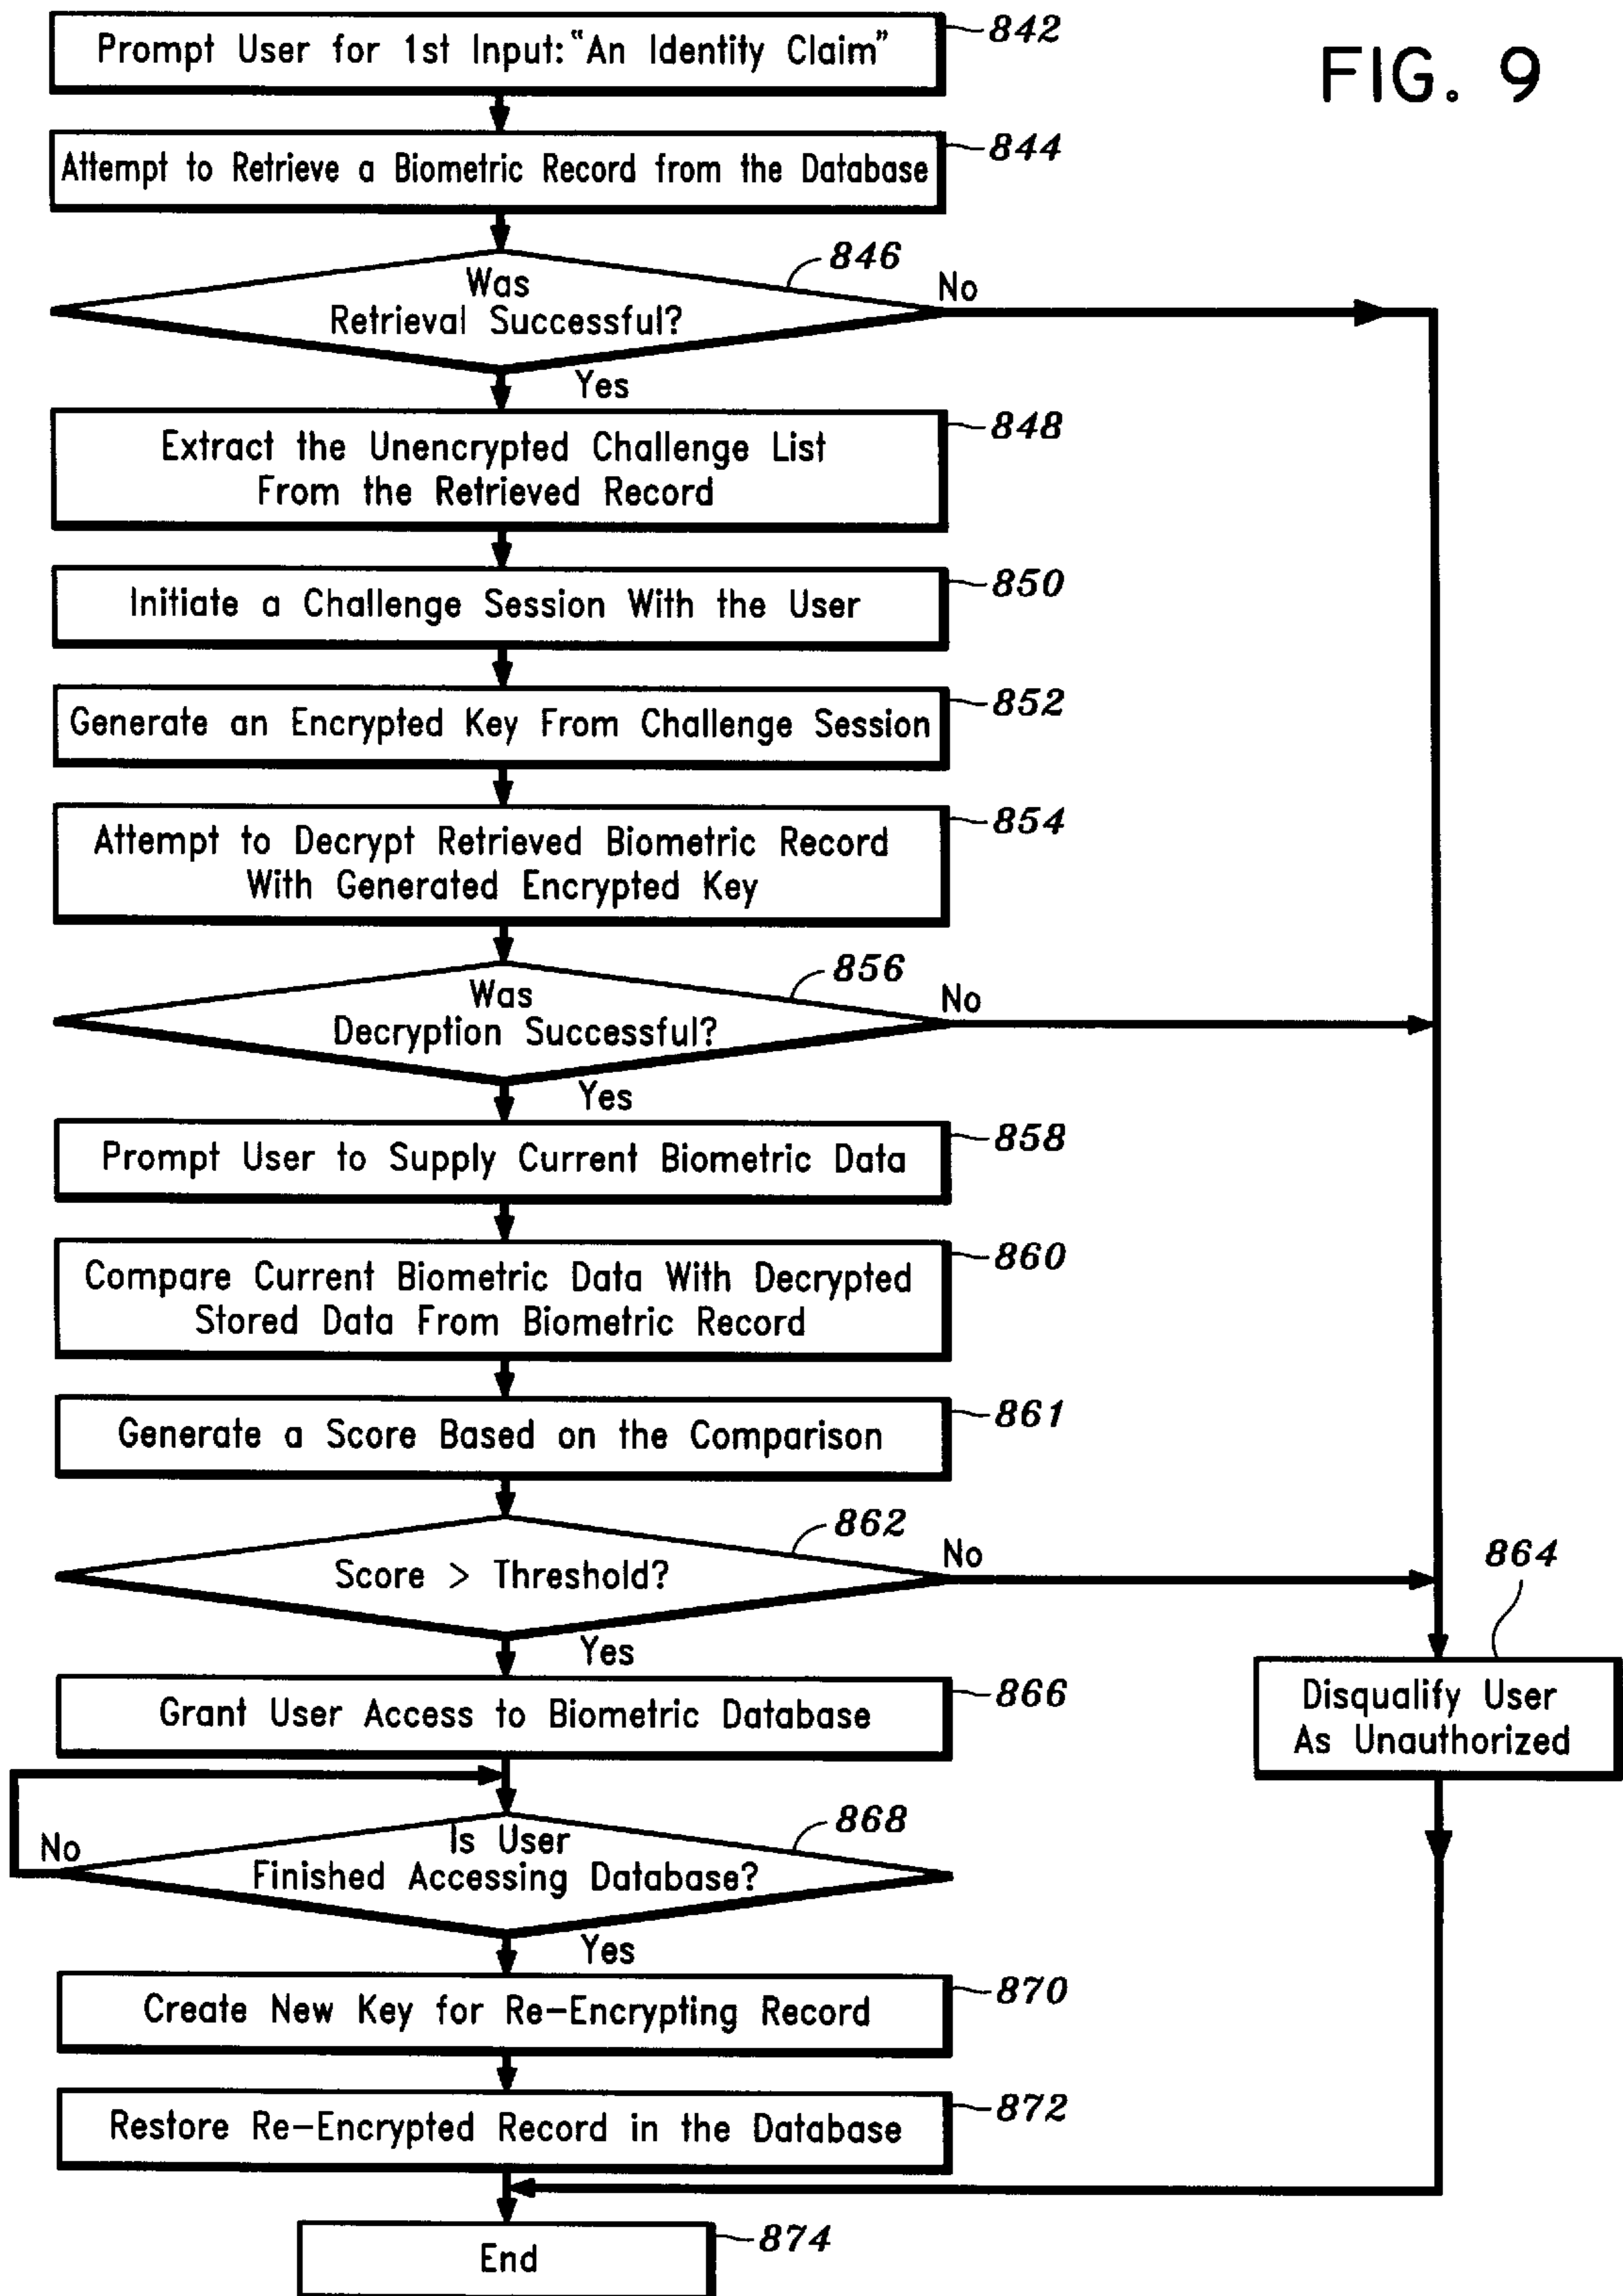 FIG. 9
842
Prompt User for 1st Input: "An Identity Claim"
844
Attempt to Retrieve a Biometric Record from the Database
846
Was
Retrieval Successful?
No
Yes
848
Extract the Unencrypted Challenge List
From the Retrieved Record
850
Initiate a Challenge Session With the User
852
Generate an Encrypted Key From Challenge Session
854
Attempt to Decrypt Retrieved Biometric Record
With Generated Encrypted Key
856
Was
Decryption Successful?
No
Yes
858
Prompt User to Supply Current Biometric Data
860
Compare Current Biometric Data With Decrypted
Stored Data From Biometric Record
861
Generate a Score Based on the Comparison
862
Score > Threshold?
No
Yes
864
Disqualify User
As Unauthorized
866
Grant User Access to Biometric Database
868
Is User
Finished Accessing Database?
No
Yes
870
Create New Key for Re-Encrypting Record
872
Restore Re-Encrypted Record in the Database
874
End